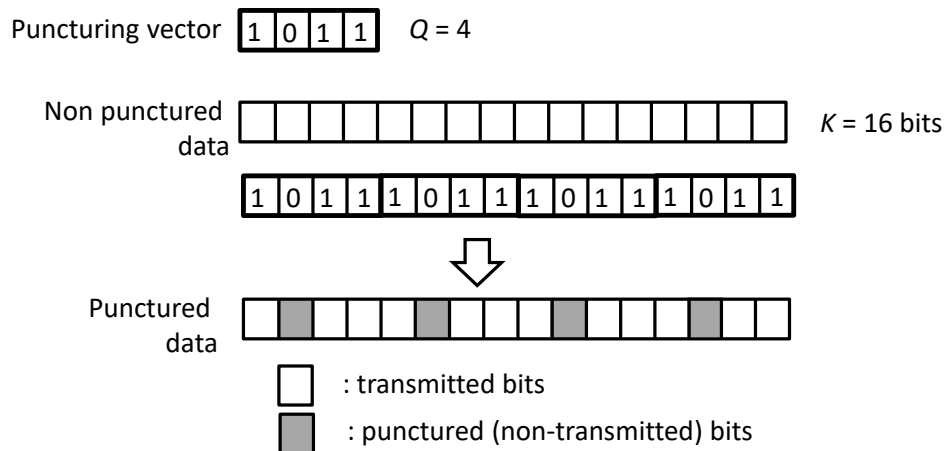 Puncturing vector 1 0 1 1 Q = 4
Non punctured
data
K = 16 bits
1 0 1 1 1 0 1 1 1 0 1 1 1 0 1 1
Punctured
data
: transmitted bits
: punctured (non-transmitted) bits